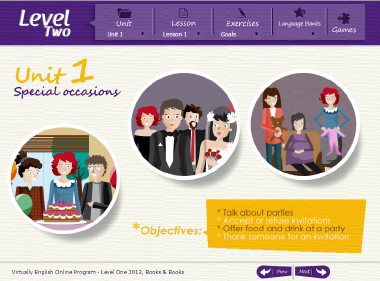 Level
Two
Unit
Lesson
Exercises
Language Banks
Games
Unit 1
Lesson 1
Goals
Unit 1
Special occasions
*Objectives:
* Talk about parties
* Accept or refuse invitations
* Offer food and drink at a party
* Thank someone for an invitation
Virtually English Online Program - Level One 2012, Books & Books
Prev
Next